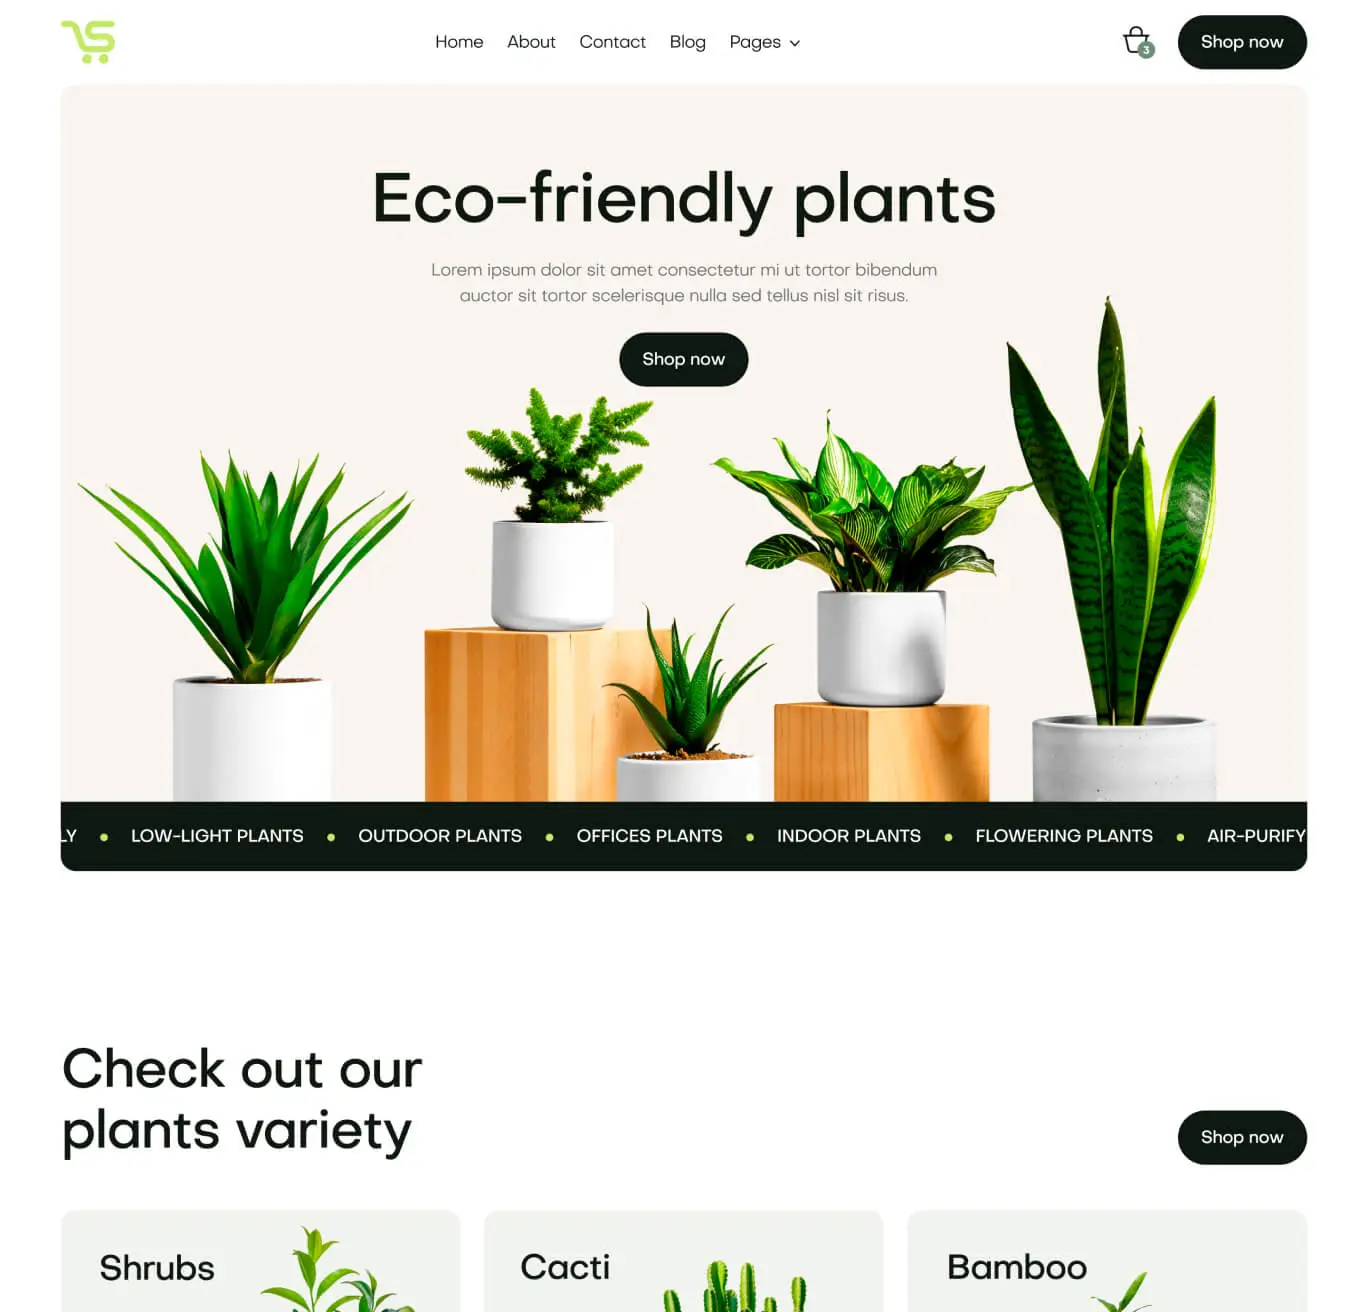 Home About Contact Blog Pages
3
Shop now
Eco-friendly plants
Lorem ipsum dolor sit amet consectetur mi ut tortor bibendum
auctor sit tortor scelerisque nulla sed tellus nisl sit risus.
Shop now
LY • LOW-LIGHT PLANTS • OUTDOOR PLANTS • OFFICES PLANTS • INDOOR PLANTS • FLOWERING PLANTS • AIR-PURIFY
Check out our
plants variety
Shop now
Shrubs
Cacti
Bamboo